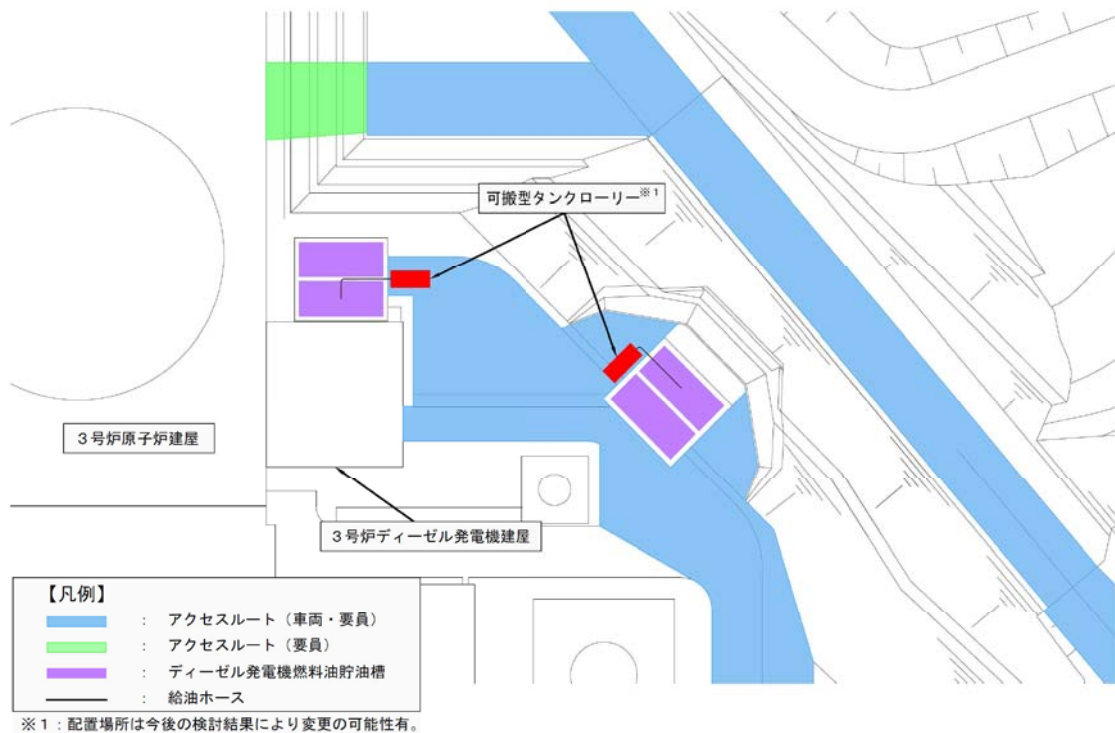 可搬型タンクローリー※1
3号炉原子炉建屋
3号炉ディーゼル発電機建屋
【凡例】
： アクセスルート（車両・要員）
： アクセスルート（要員）
： ディーゼル発電機燃料油貯油槽
： 給油ホース
※1：配置場所は今後の検討結果により変更の可能性有。